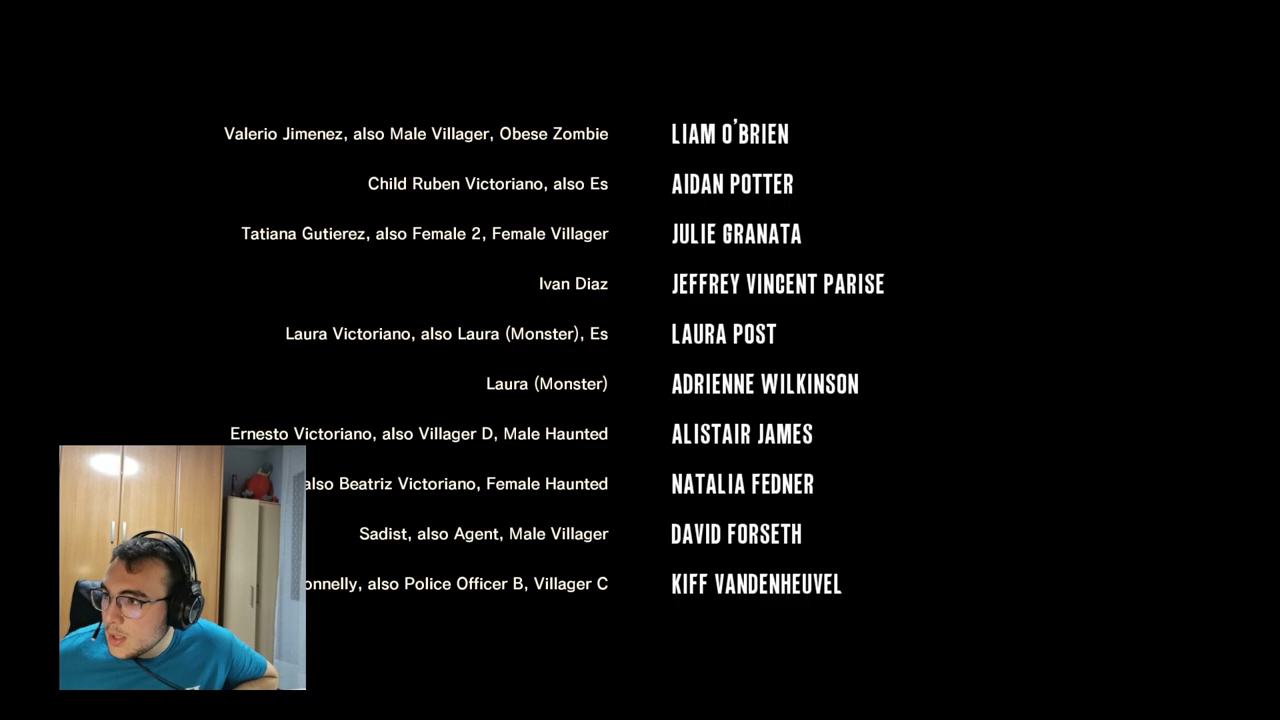 Valerio Jimenez, also Male Villager, Obese Zombie LIAM O'BRIEN
Child Ruben Victoriano, also Es AIDAN POTTER
Tatiana Gutierez, also Female 2, Female Villager JULIE GRANATA
Ivan Diaz JEFFREY VINCENT PARISE
Laura Victoriano, also Laura (Monster), Es LAURA POST
Laura (Monster) ADRIENNE WILKINSON
Ernesto Victoriano, also Villager D, Male Haunted ALISTAIR JAMES
also Beatriz Victoriano, Female Haunted NATALIA FEDNER
Sadist, also Agent, Male Villager DAVID FORSETH
onnelly, also Police Officer B, Villager C KIFF VANDENHEUVEL